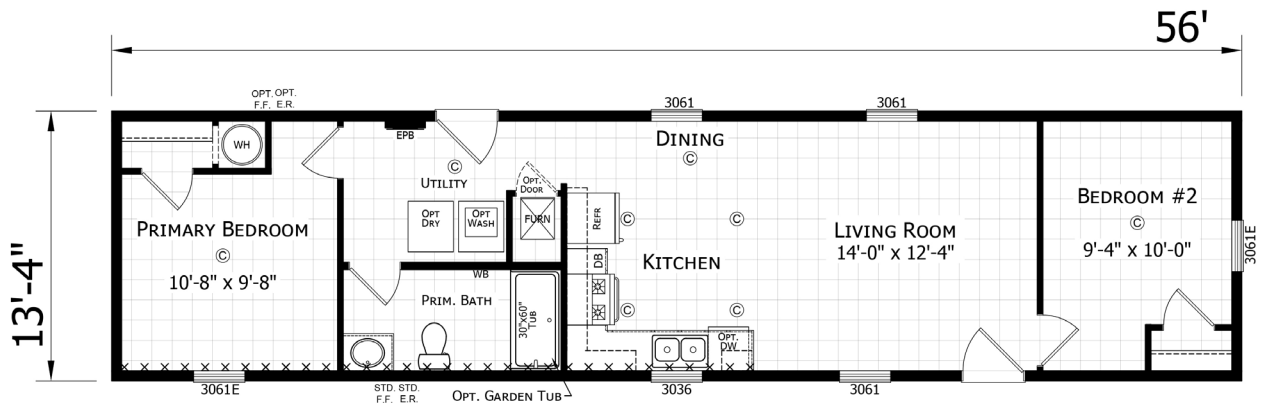 56'
13'-4"
OPT. OPT.
F.F. E.R.
3061
3061
WH
EPB
DINING
C
C
UTILITY
OPT.
DOOR
OPT
DRY
OPT
WASH
FURN
REFR
C
C
PRIMARY BEDROOM
C
10'-8" x 9'-8"
LIVING ROOM
14'-0" x 12'-4"
BEDROOM #2
C
9'-4" x 10'-0"
3061E
KITCHEN
DB
WB
PRIM. BATH
30"x60"
TUB
C
C
OPT.
DW
3061E
STD. STD.
F.F. E.R.
OPT. GARDEN TUB
3036
3061